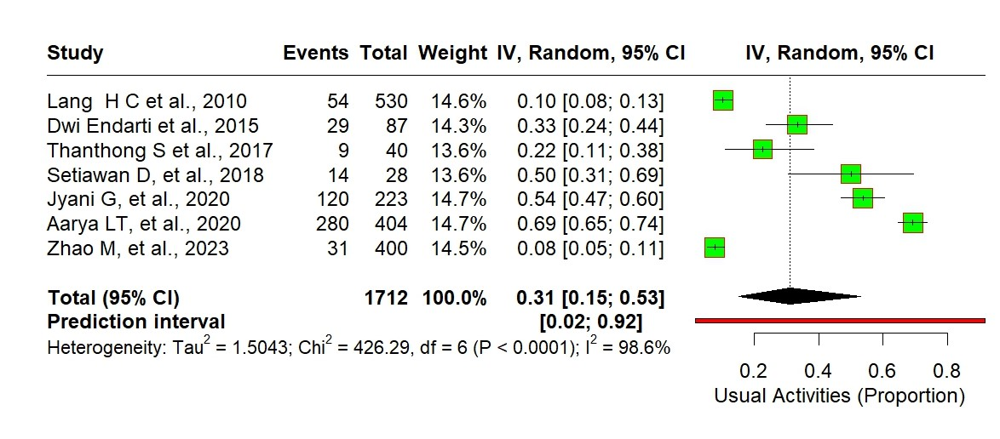 Study Events Total Weight IV, Random, 95% CI IV, Random, 95% CI
Lang H C et al., 2010 54 530 14.6% 0.10 [0.08; 0.13]
Dwi Endarti et al., 2015 29 87 14.3% 0.33 [0.24; 0.44]
Thanthong S et al., 2017 9 40 13.6% 0.22 [0.11; 0.38]
Setiawan D, et al., 2018 14 28 13.6% 0.50 [0.31; 0.69]
Jyani G, et al., 2020 120 223 14.7% 0.54 [0.47; 0.60]
Aarya LT, et al., 2020 280 404 14.7% 0.69 [0.65; 0.74]
Zhao M, et al., 2023 31 400 14.5% 0.08 [0.05; 0.11]
Total (95% CI) 1712 100.0% 0.31 [0.15; 0.53]
Prediction interval [0.02; 0.92]
Heterogeneity: Tau² = 1.5043; Chi² = 426.29, df = 6 (P < 0.0001); I² = 98.6%
0.2 0.4 0.6 0.8
Usual Activities (Proportion)